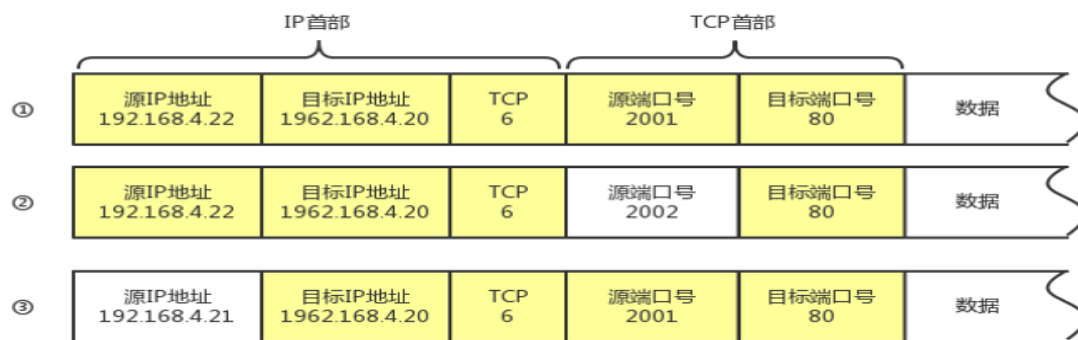 IP首部 TCP首部
① 源IP地址 目标IP地址 TCP 源端口号 目标端口号 数据
192.168.4.22 1962.168.4.20 6 2001 80
② 源IP地址 目标IP地址 TCP 源端口号 目标端口号 数据
192.168.4.22 1962.168.4.20 6 2002 80
③ 源IP地址 目标IP地址 TCP 源端口号 目标端口号 数据
192.168.4.21 1962.168.4.20 6 2001 80